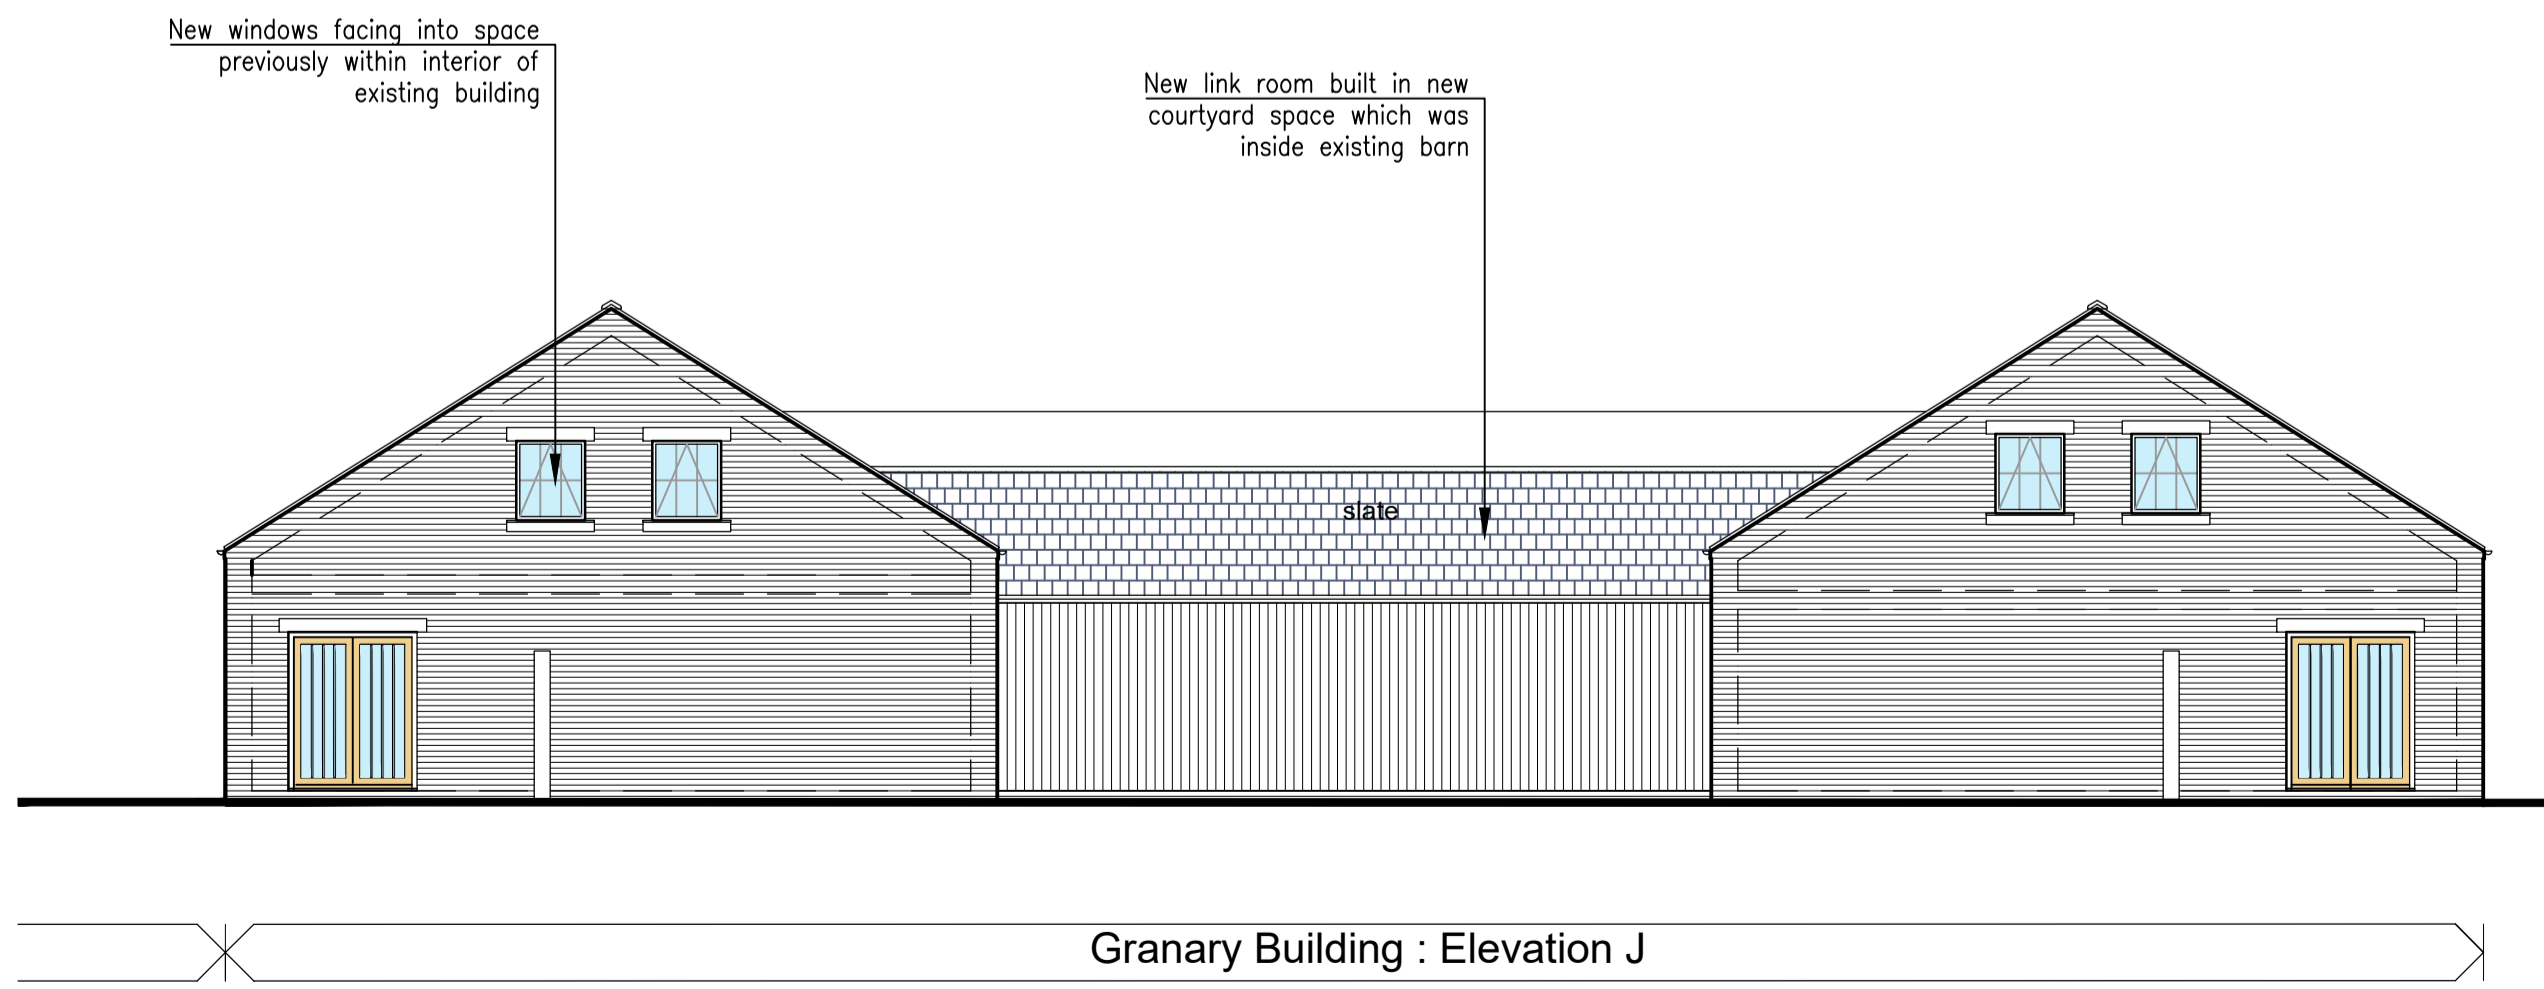 New windows facing into space
previously within interior of
existing building
New link room built in new
courtyard space which was
inside existing barn
slate
Granary Building : Elevation J